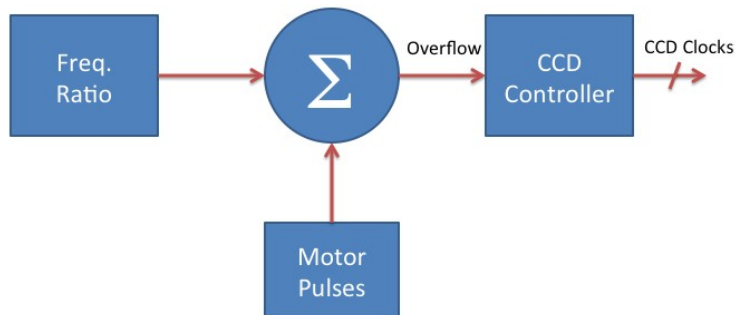 Freq.
Ratio
Σ
Overflow
CCD
Controller
CCD Clocks
Motor
Pulses